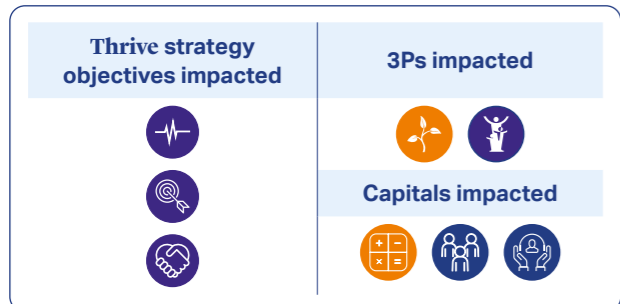 Thrive strategy
objectives impacted
3Ps impacted
Capitals impacted